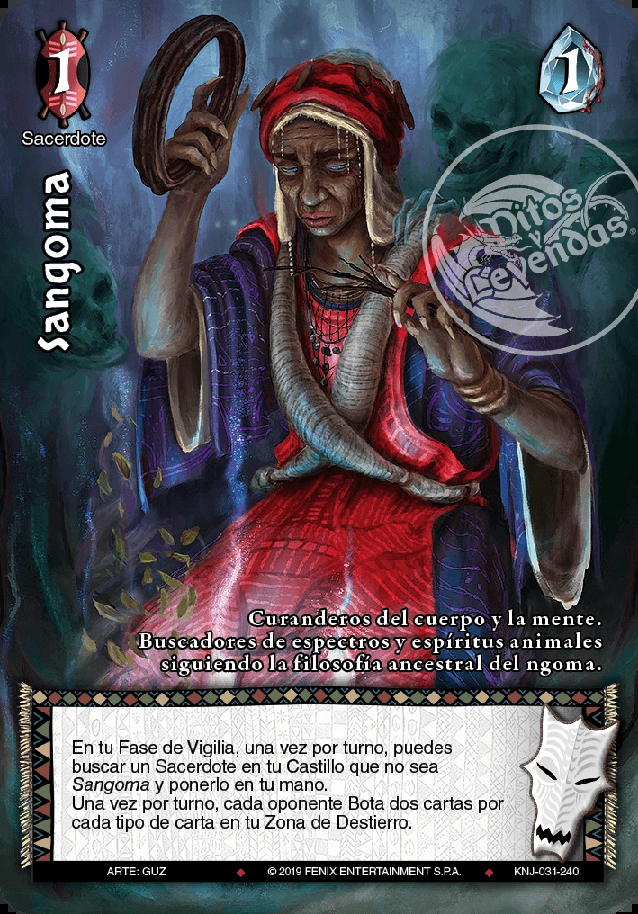 1
1
Sacerdote
Sangoma
Mitos
y
Leyendas®
Curanderos del cuerpo y la mente.
Buscadores de espectros y espíritus animales
siguiendo la filosofía ancestral del ngoma.
En tu Fase de Vigilia, una vez por turno, puedes
buscar un Sacerdote en tu Castillo que no sea
Sangoma y ponerlo en tu mano.
Una vez por turno, cada oponente Bota dos cartas por
cada tipo de carta en tu Zona de Destierro.
ARTE: GUZ ♦ © 2019 FENIX ENTERTAINMENT S.P.A. ♦ KNJ-031-240